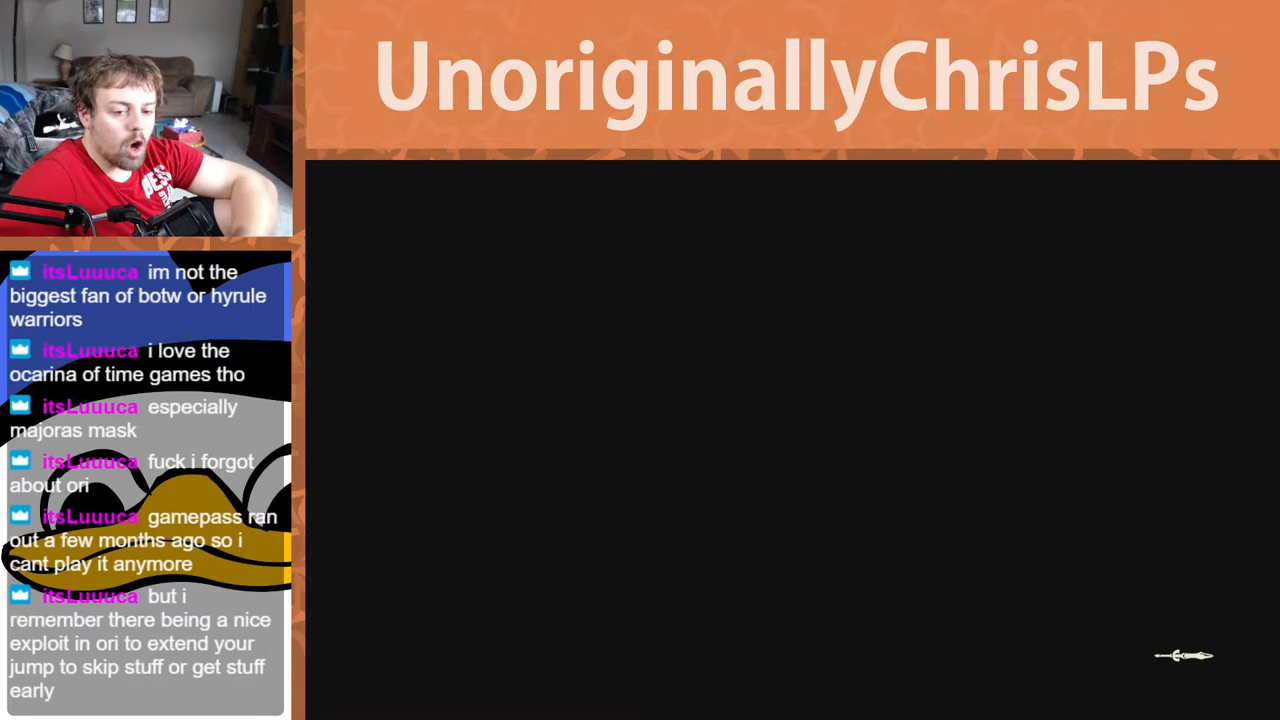 UnoriginallyChrisLPs
itsLuuuca im not the
biggest fan of botw or hyrule
warriors
itsLuuuca i love the
ocarina of time games tho
itsLuuuca especially
majoras mask
itsLuuuca fuck i forgot
about ori
itsLuuuca gamepass ran
out a few months ago so i
cant play it anymore
itsLuuuca but i
remember there being a nice
exploit in ori to extend your
jump to skip stuff or get stuff
early